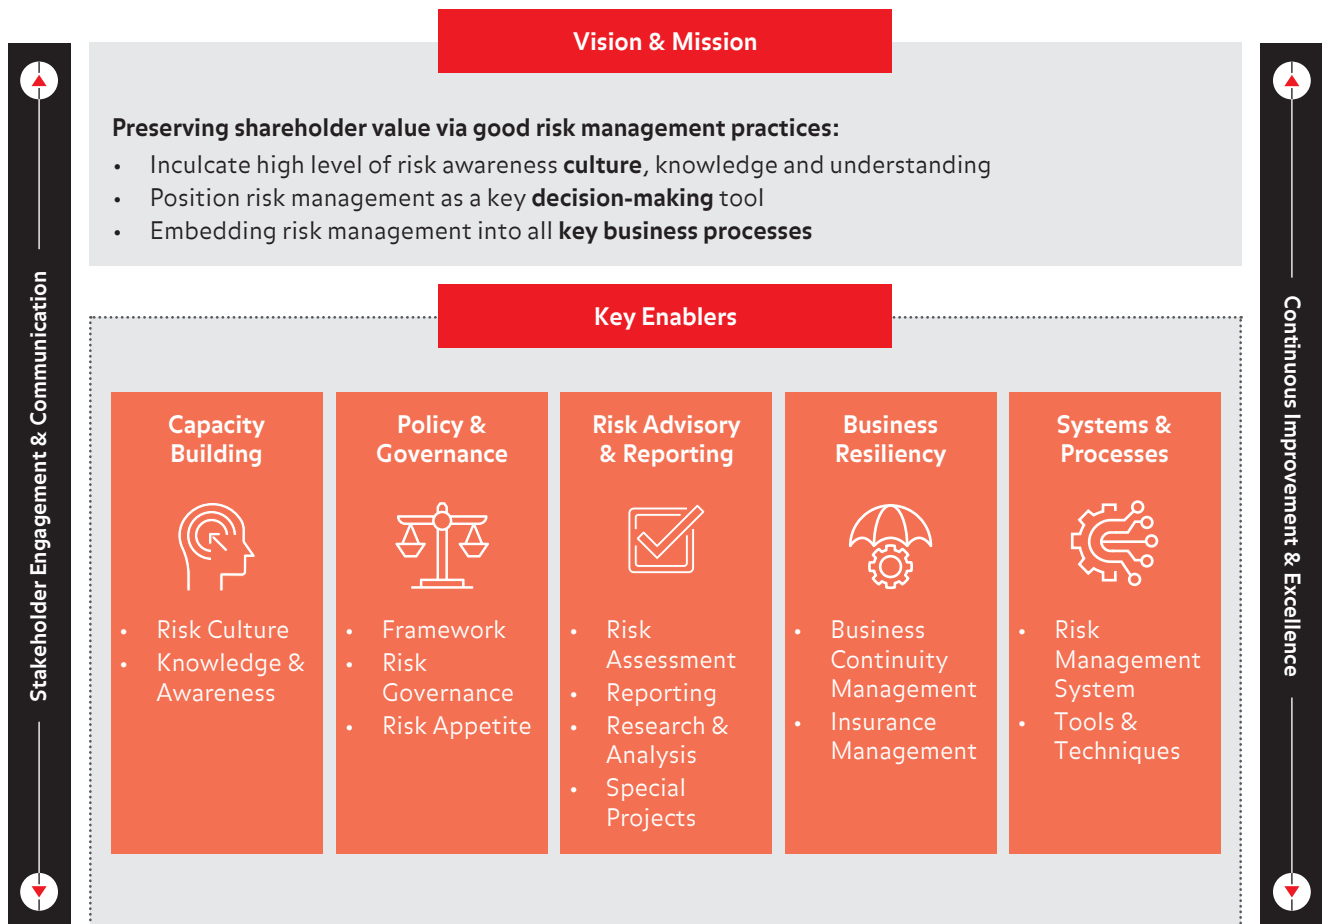 Vision & Mission
Preserving shareholder value via good risk management practices:
• Inculcate high level of risk awareness culture, knowledge and understanding
• Position risk management as a key decision-making tool
• Embedding risk management into all key business processes
Stakeholder Engagement & Communication
Key Enablers
Capacity
Building
• Risk Culture
• Knowledge &
Awareness
Policy &
Governance
• Framework
• Risk
Governance
• Risk Appetite
Risk Advisory
& Reporting
• Risk
Assessment
• Reporting
• Research &
Analysis
• Special
Projects
Business
Resiliency
• Business
Continuity
Management
• Insurance
Management
Systems &
Processes
• Risk
Management
System
• Tools &
Techniques
Continuous Improvement & Excellence